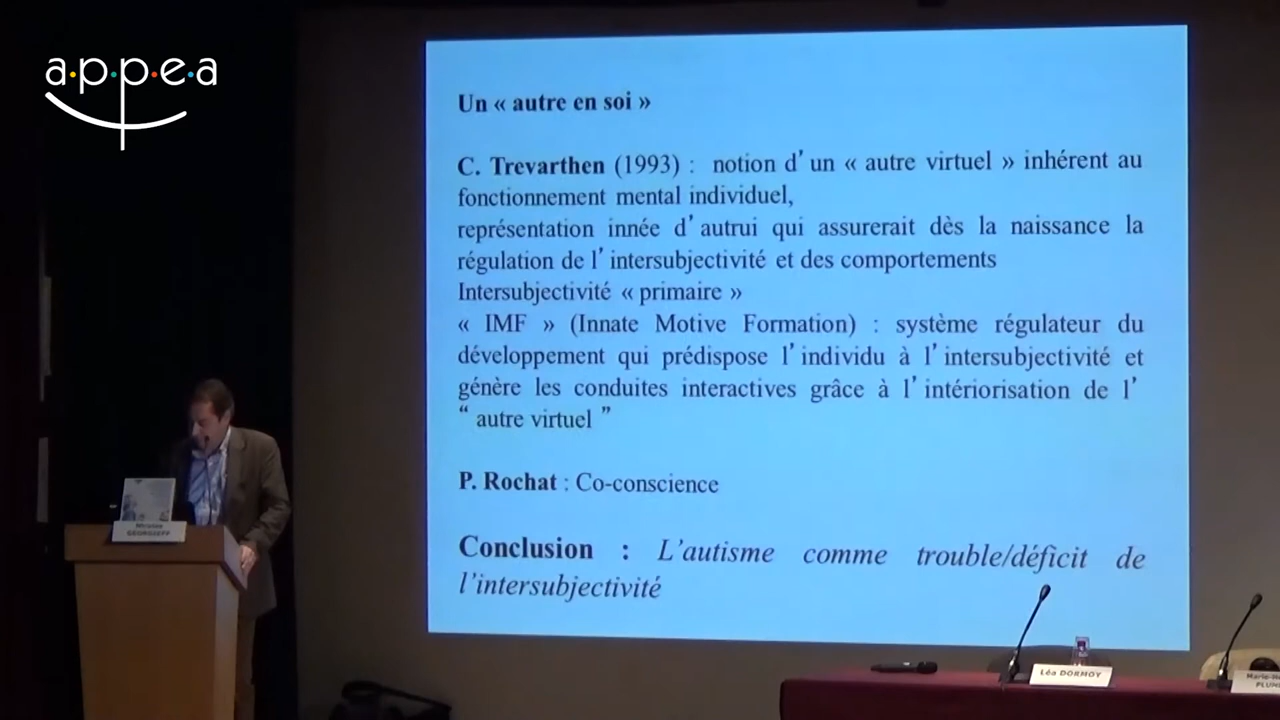 a·p·p·e·a
Un « autre en soi »
C. Trevarthen (1993) : notion d’un « autre virtuel » inhérent au
fonctionnement mental individuel,
représentation innée d’autrui qui assurerait dès la naissance la
régulation de l’intersubjectivité et des comportements
Intersubjectivité « primaire »
« IMF » (Innate Motive Formation) : système régulateur du
développement qui prédispose l’individu à l’intersubjectivité et
génère les conduites interactives grâce à l’intériorisation de l’
“ autre virtuel ”
P. Rochat : Co-conscience
Conclusion : L’autisme comme trouble/déficit de
l’intersubjectivité
Nicolas
GEORGIEFF
Léa DORMOY